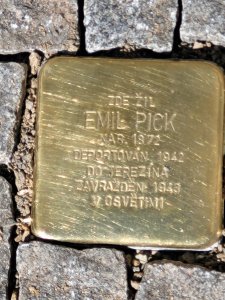 ZDE ŽIL
EMIL PICK
NAR. 1872
DEPORTOVÁN 1942
DO TEREZÍNA
ZAVRAŽDĚN 1943
V OSVĚTIMI